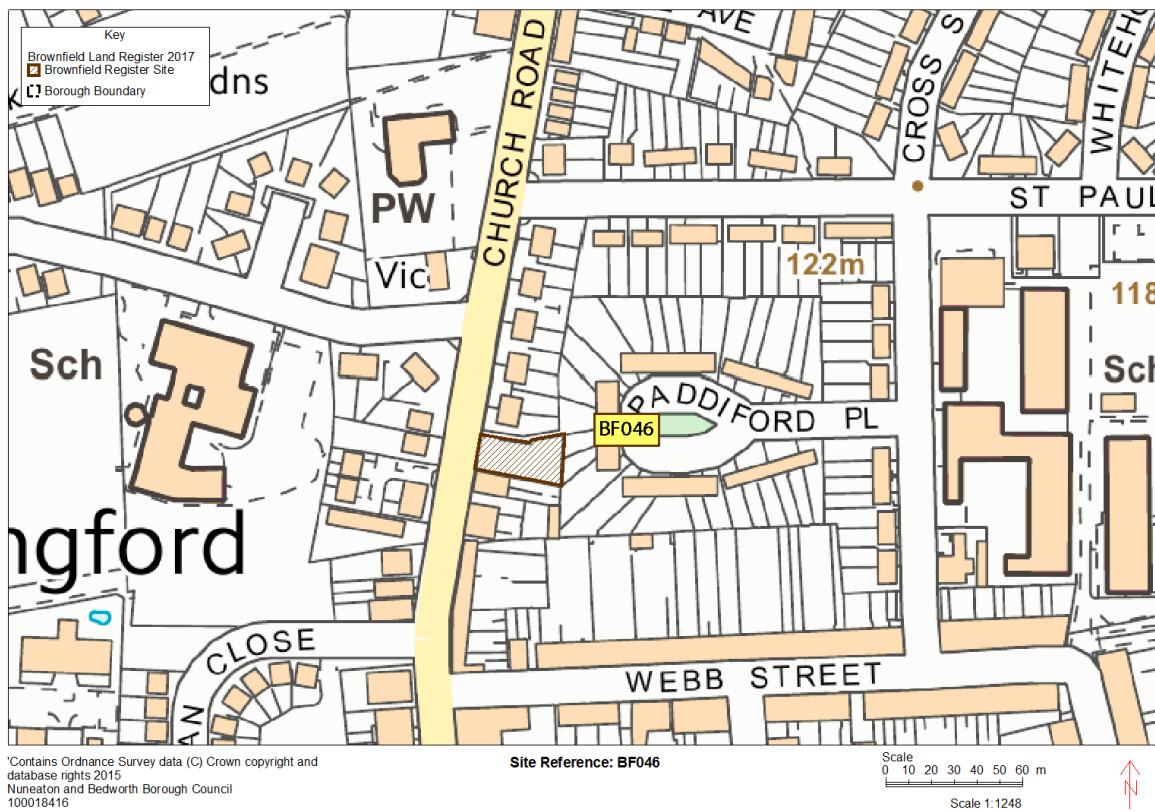 Key
Brownfield Land Register 2017
Brownfield Register Site
Borough Boundary
k
dns
AVE
CROSS S
WHITEHO
CHURCH ROAD
PW
ST PAUL
Vic
122m
118
Sch
Sch
PADDIFORD PL
BF046
ngford
CLOSE
AN
WEBB STREET
'Contains Ordnance Survey data (C) Crown copyright and
database rights 2015
Nuneaton and Bedworth Borough Council
100018416
Site Reference: BF046
Scale
0 10 20 30 40 50 60 m
Scale 1:1248
N